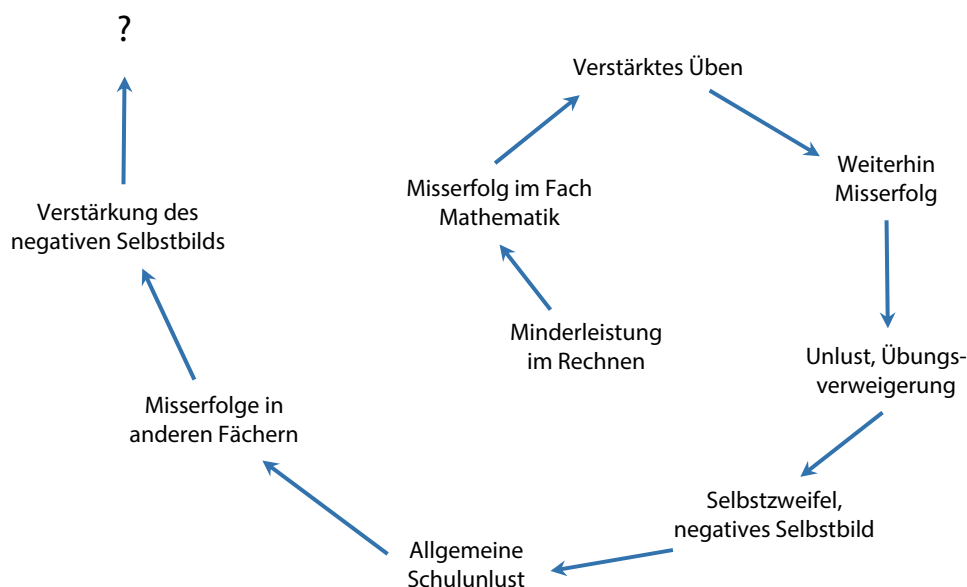 ?
Verstärktes Üben
Weiterhin
Misserfolg
Misserfolg im Fach
Mathematik
Verstärkung des
negativen Selbstbilds
Minderleistung
im Rechnen
Unlust, Übungs-
verweigerung
Misserfolge in
anderen Fächern
Selbstzweifel,
negatives Selbstbild
Allgemeine
Schulunlust